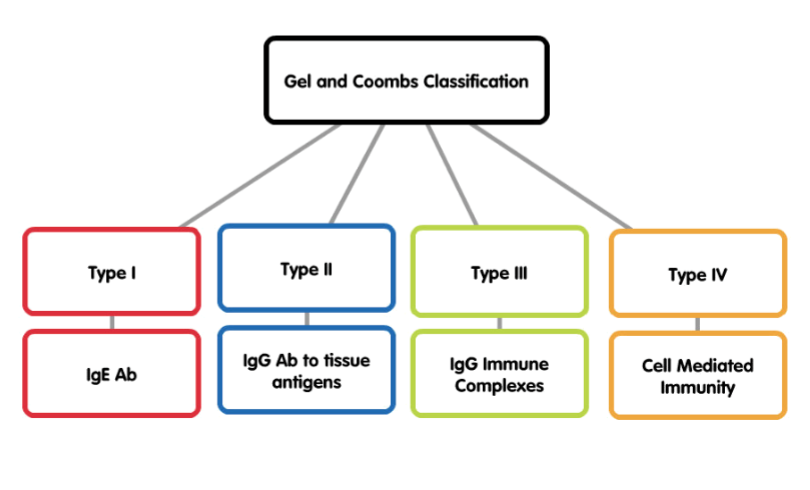 Gel and Coombs Classification
Type I
Type II
Type III
Type IV
IgE Ab
IgG Ab to tissue
antigens
IgG Immune
Complexes
Cell Mediated
Immunity